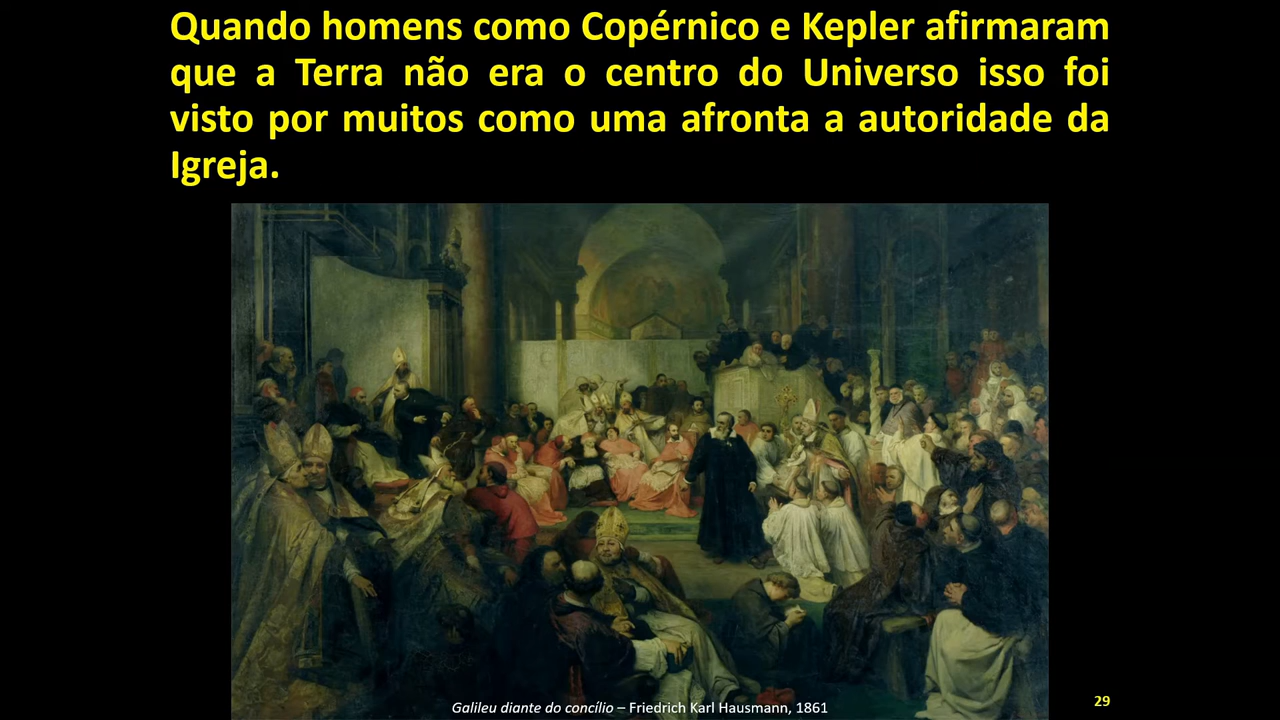 Quando homens como Copérnico e Kepler afirmaram
que a Terra não era o centro do Universo isso foi
visto por muitos como uma afronta a autoridade da
Igreja.
Galileu diante do concílio – Friedrich Karl Hausmann, 1861
29